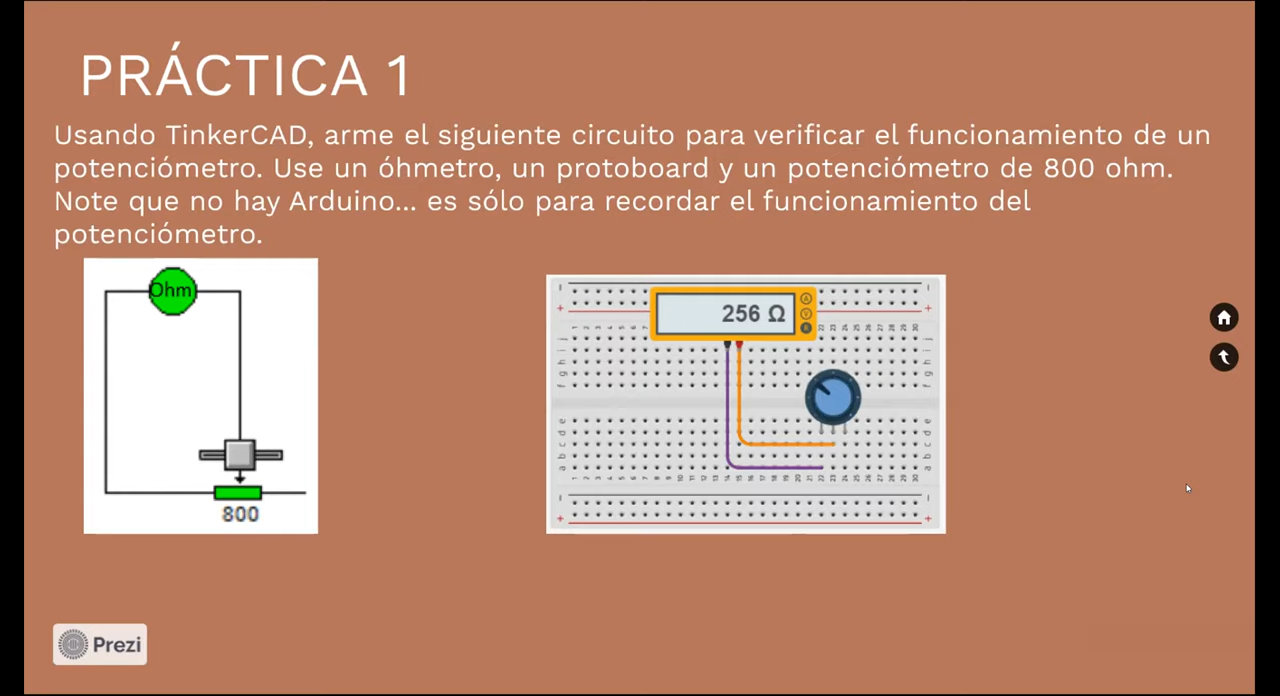 PRÁCTICA 1
Usando TinkerCAD, arme el siguiente circuito para verificar el funcionamiento de un
potenciómetro. Use un óhmetro, un protoboard y un potenciómetro de 800 ohm.
Note que no hay Arduino... es sólo para recordar el funcionamiento del
potenciómetro.
Ohm
800
256 Ω
Prezi